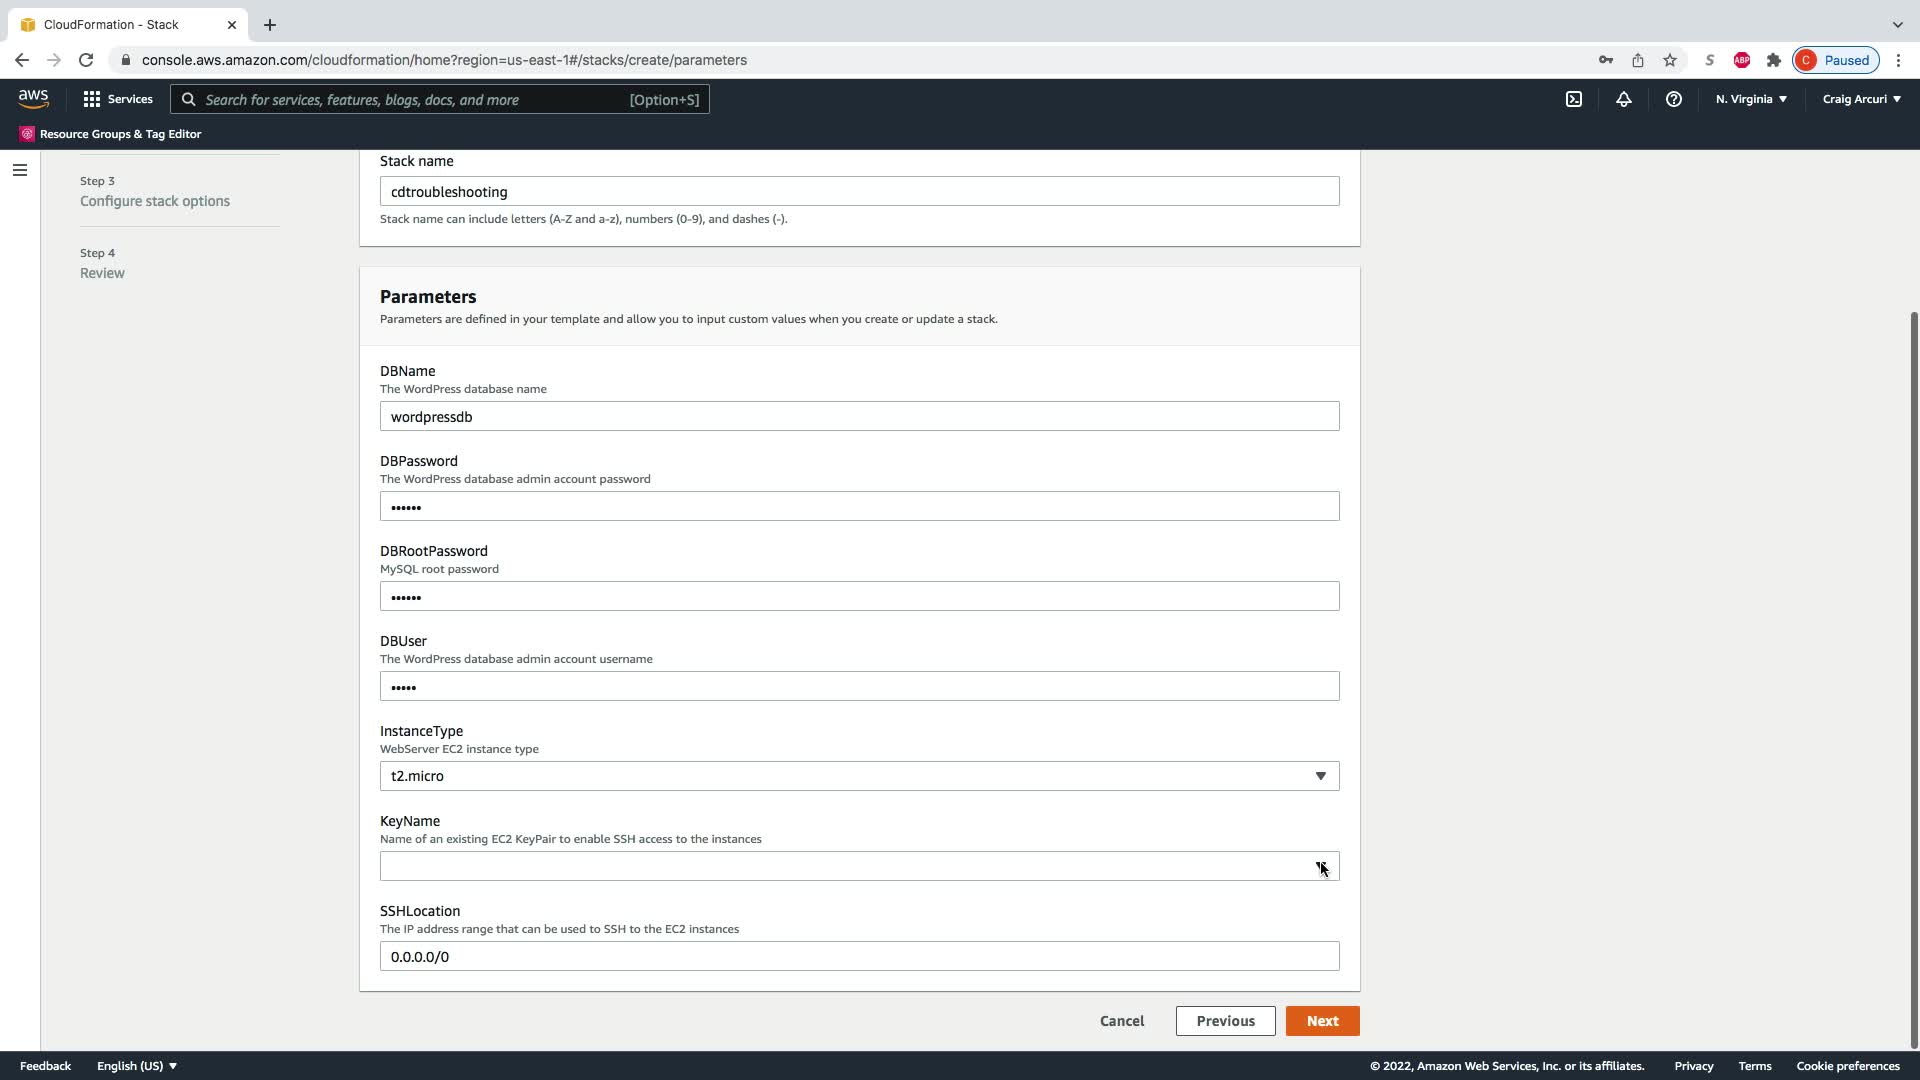 CloudFormation - Stack
console.aws.amazon.com/cloudformation/home?region=us-east-1#/stacks/create/parameters
S
ABP
C Paused
aws
Services
Search for services, features, blogs, docs, and more [Option+S]
N. Virginia
Craig Arcuri
Resource Groups & Tag Editor
Step 3
Configure stack options
Step 4
Review
Stack name
cdtroubleshooting
Stack name can include letters (A-Z and a-z), numbers (0-9), and dashes (-).
Parameters
Parameters are defined in your template and allow you to input custom values when you create or update a stack.
DBName
The WordPress database name
wordpressdb
DBPassword
The WordPress database admin account password
••••••
DBRootPassword
MySQL root password
••••••
DBUser
The WordPress database admin account username
•••••
InstanceType
WebServer EC2 instance type
t2.micro
KeyName
Name of an existing EC2 KeyPair to enable SSH access to the instances
SSHLocation
The IP address range that can be used to SSH to the EC2 instances
0.0.0.0/0
Cancel
Previous
Next
Feedback
English (US)
© 2022, Amazon Web Services, Inc. or its affiliates.
Privacy
Terms
Cookie preferences